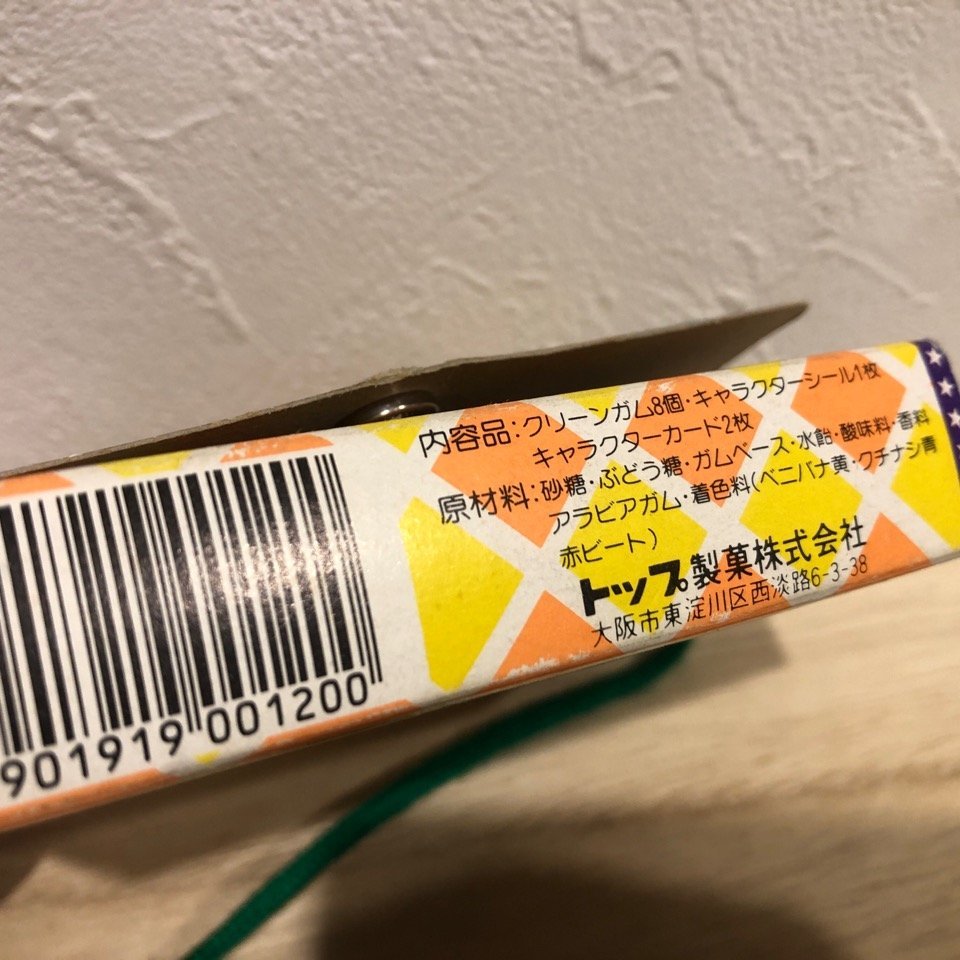 内容品:クリーンガム8個・キャラクターシール1枚
キャラクターカード2枚
原材料:砂糖・ぶどう糖・ガムベース・水飴・酸味料・香料
アラビアガム・着色料(ベニバナ黄・クチナシ青
赤ビート)
トップ製菓株式会社
大阪市東淀川区西淡路6-3-38
901919 001200